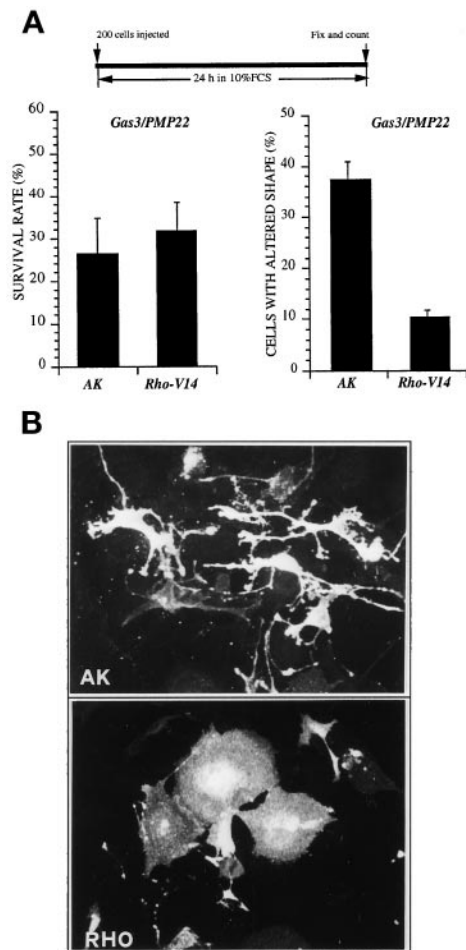 A
200 cells injected
Fix and count
24 h in 10%FCS
Gas3/PMP22
SURVIVAL RATE (%)
60
50
40
30
20
10
0
AK
Rho-V14
Gas3/PMP22
CELLS WITH ALTERED SHAPE (%)
50
40
30
20
10
0
AK
Rho-V14
B
AK
RHO